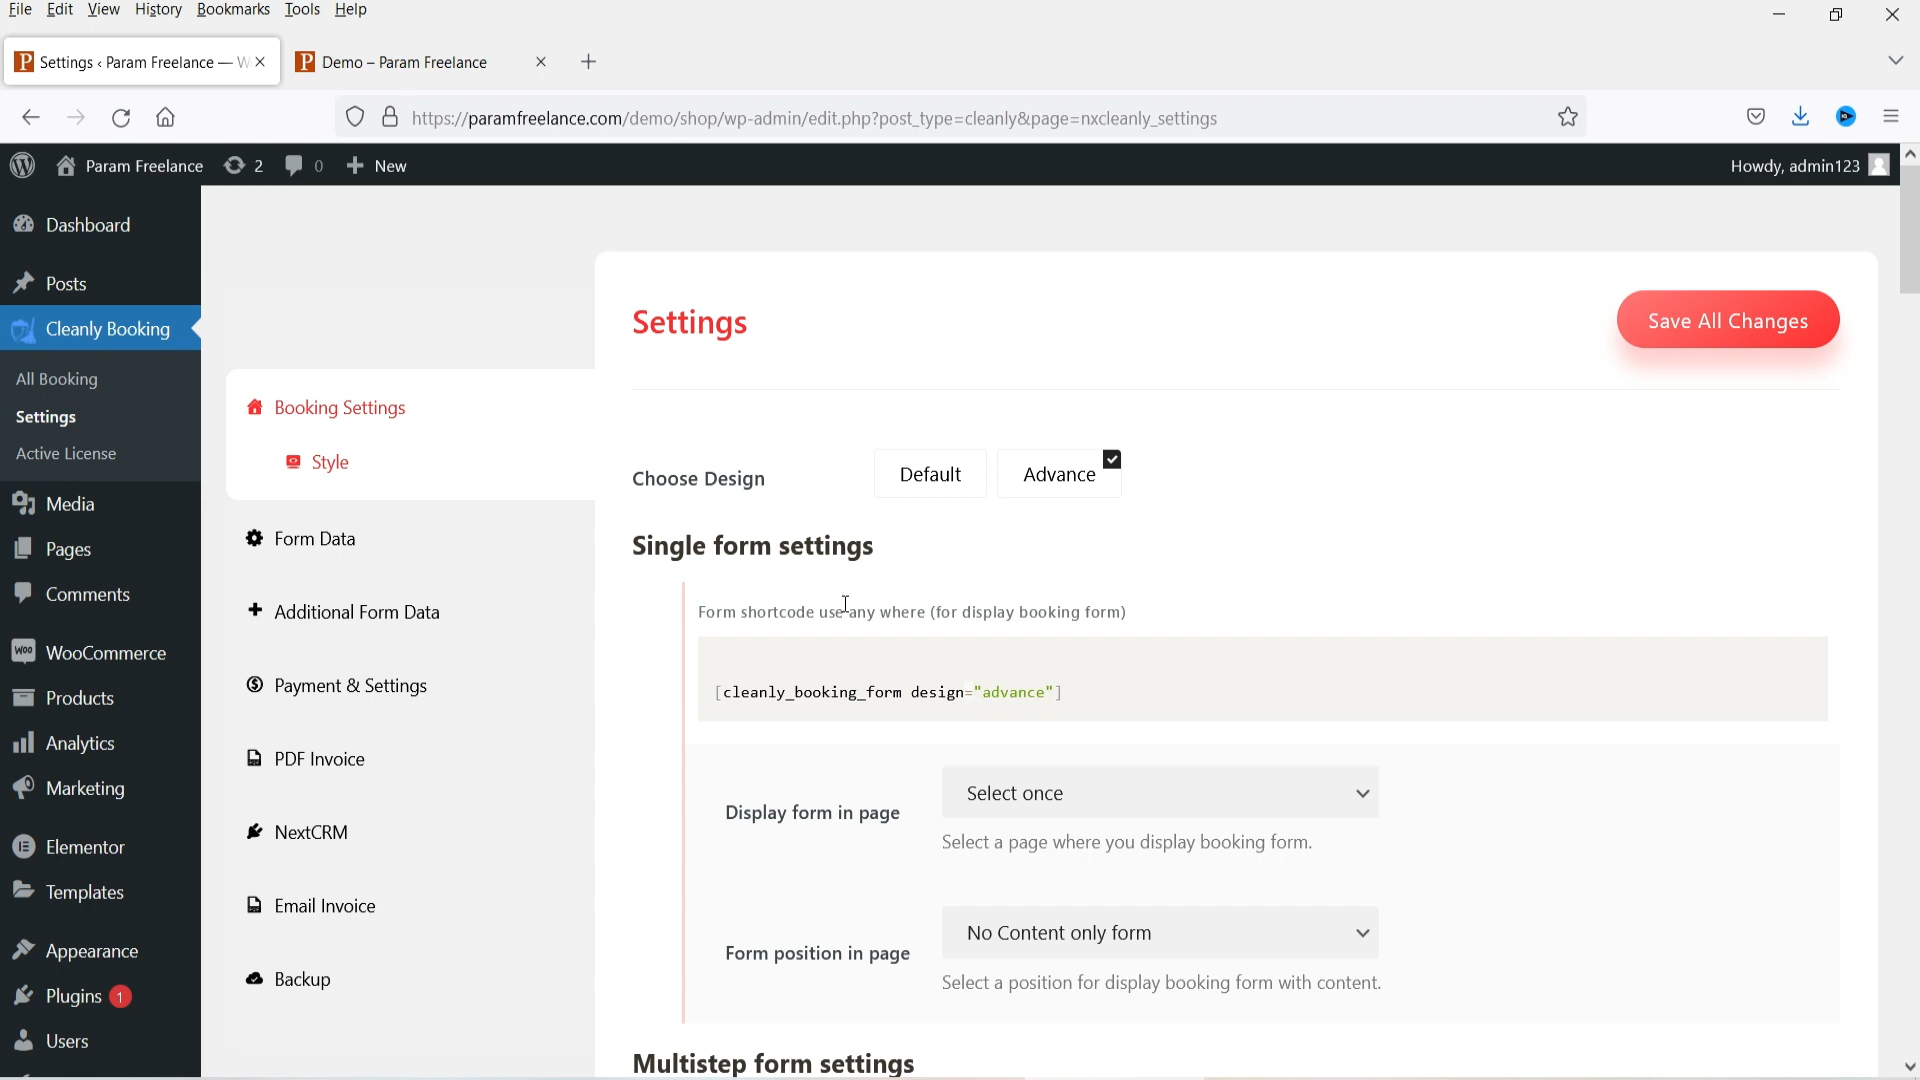 File Edit View History Bookmarks Tools Help
Settings ‹ Param Freelance — W
Demo – Param Freelance
https://paramfreelance.com/demo/shop/wp-admin/edit.php?post_type=cleanly&page=nxcleanly_settings
Param Freelance 2 0 New
Howdy, admin123
Dashboard
Posts
Cleanly Booking
All Booking
Settings
Active License
Media
Pages
Comments
WooCommerce
Products
Analytics
Marketing
Elementor
Templates
Appearance
Plugins 1
Users
Booking Settings
Style
Form Data
Additional Form Data
Payment & Settings
PDF Invoice
NextCRM
Email Invoice
Backup
Settings
Save All Changes
Choose Design
Default
Advance
Single form settings
Form shortcode use any where (for display booking form)
[cleanly_booking_form design="advance"]
Display form in page
Select once
Select a page where you display booking form.
Form position in page
No Content only form
Select a position for display booking form with content.
Multistep form settings